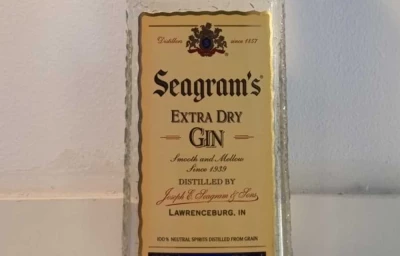 Distillers since 1857
Seagram's
EXTRA DRY
GIN
Smooth and Mellow
Since 1939
DISTILLED BY
Joseph E. Seagram & Sons
LAWRENCEBURG, IN
100% NEUTRAL SPIRITS DISTILLED FROM GRAIN